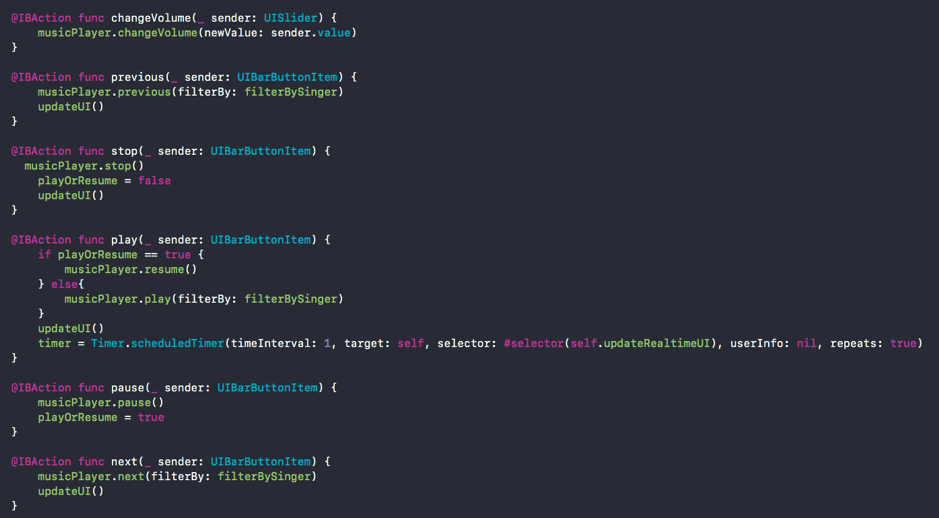 @IBAction func changeVolume(_ sender: UISlider) {
    musicPlayer.changeVolume(newValue: sender.value)
}
@IBAction func previous(_ sender: UIBarButtonItem) {
    musicPlayer.previous(filterBy: filterBySinger)
    updateUI()
}
@IBAction func stop(_ sender: UIBarButtonItem) {
  musicPlayer.stop()
    playOrResume = false
    updateUI()
}
@IBAction func play(_ sender: UIBarButtonItem) {
    if playOrResume == true {
        musicPlayer.resume()
    } else{
        musicPlayer.play(filterBy: filterBySinger)
    }
    updateUI()
    timer = Timer.scheduledTimer(timeInterval: 1, target: self, selector: #selector(self.updateRealtimeUI), userInfo: nil, repeats: true)
}
@IBAction func pause(_ sender: UIBarButtonItem) {
    musicPlayer.pause()
    playOrResume = true
}
@IBAction func next(_ sender: UIBarButtonItem) {
    musicPlayer.next(filterBy: filterBySinger)
    updateUI()
}